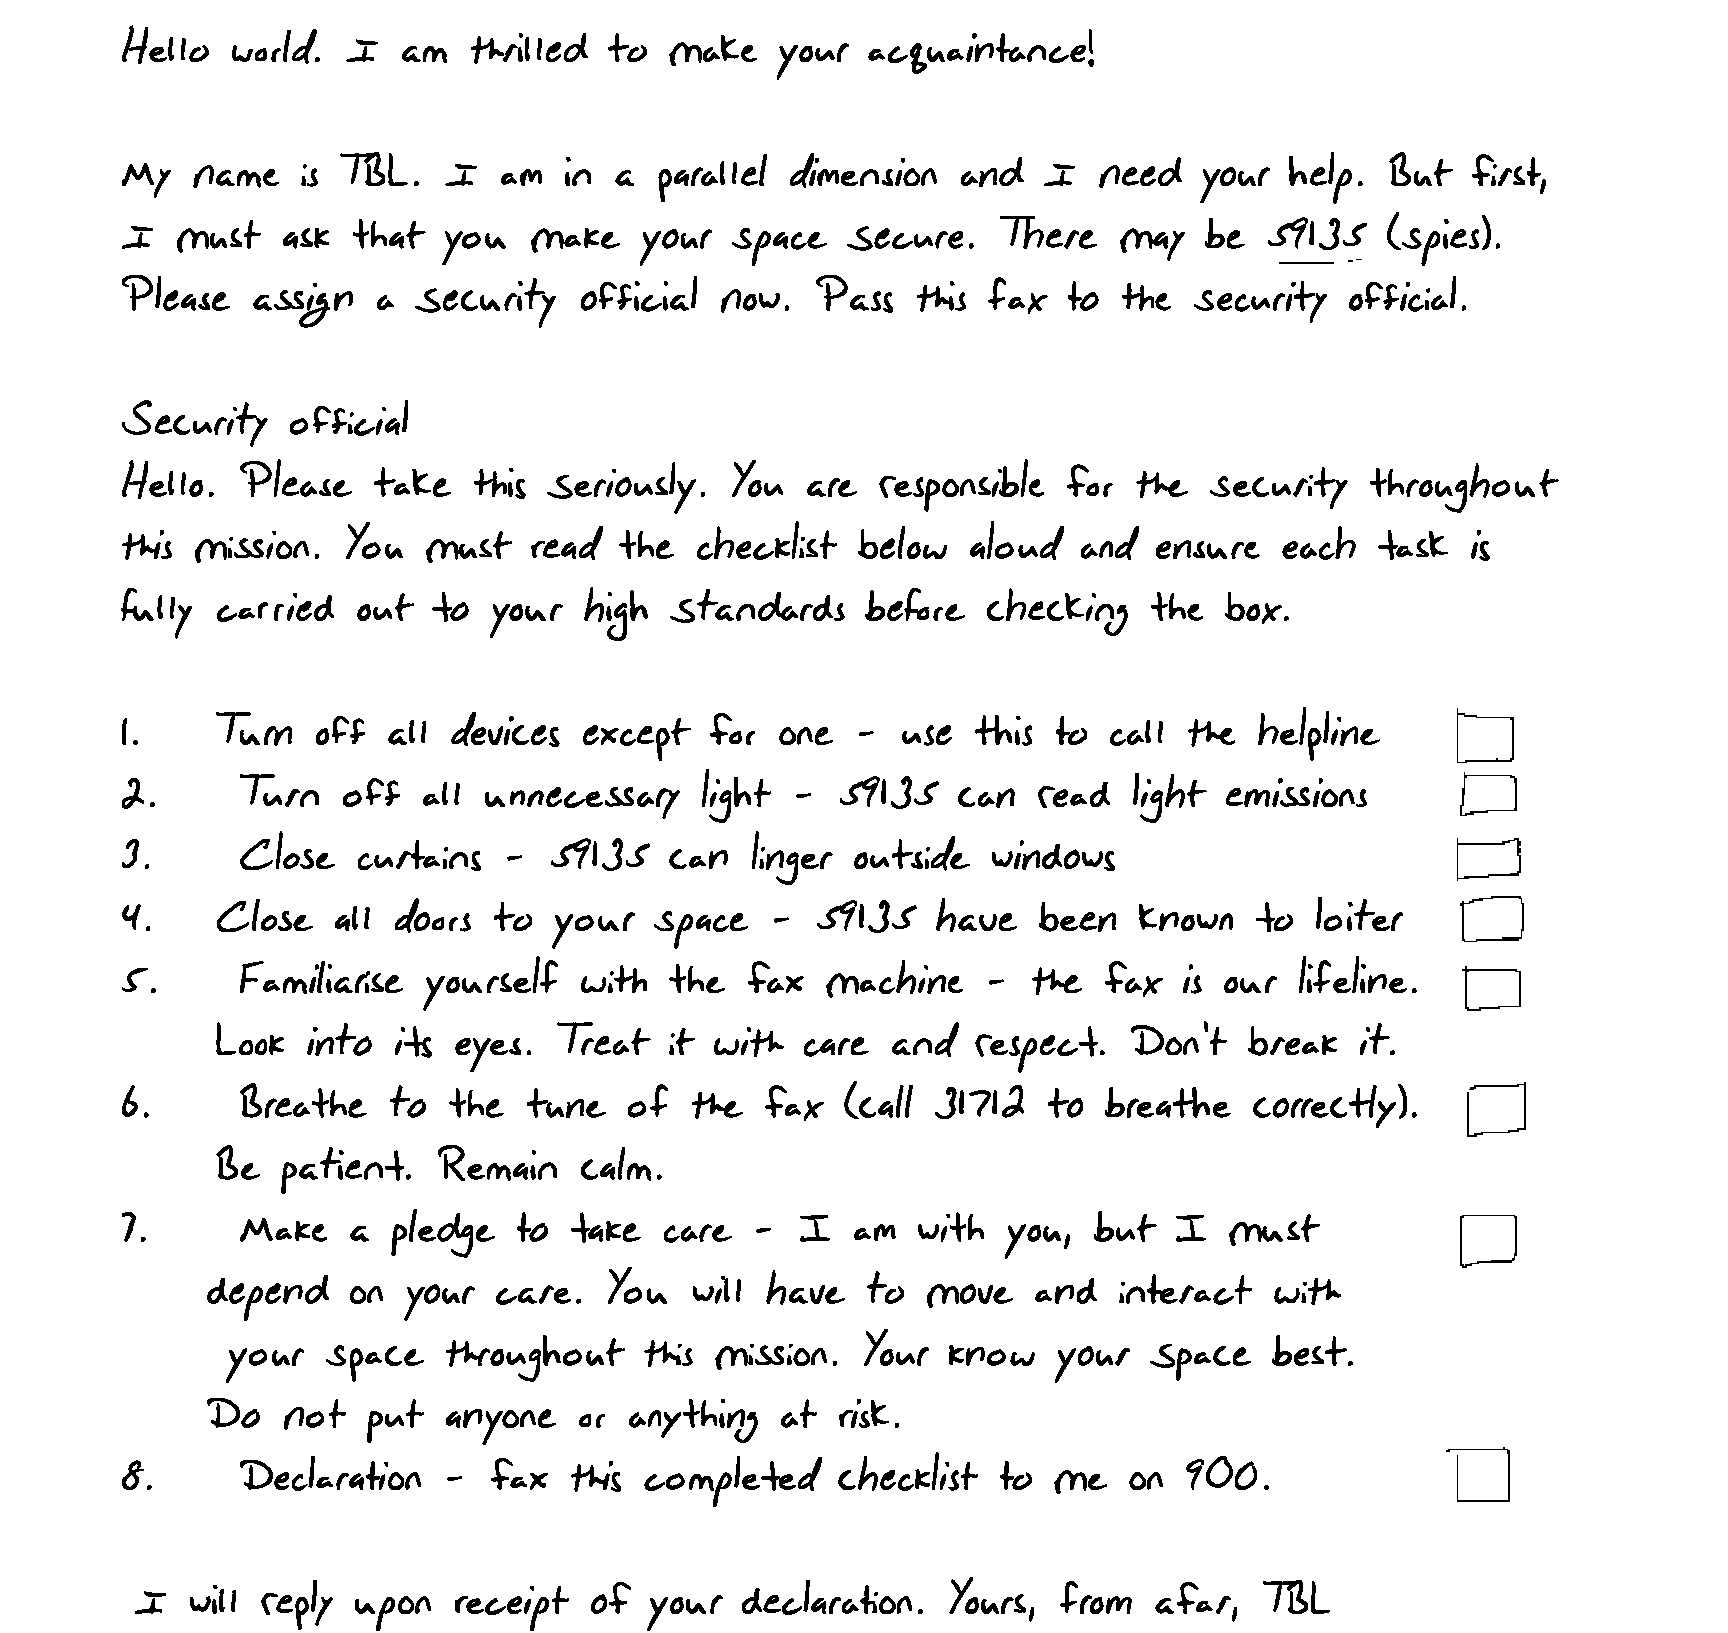 Hello world. I am thrilled to make your acquaintance!
My name is TBL. I am in a parallel dimension and I need your help. But first,
I must ask that you make your space secure. There may be 59135 (spies).
Please assign a security official now. Pass this fax to the security official.
Security official
Hello. Please take this seriously. You are responsible for the security throughout
this mission. You must read the checklist below aloud and ensure each task is
fully carried out to your high standards before checking the box.
1. Turn off all devices except for one - use this to call the helpline
2. Turn off all unnecessary light - 59135 can read light emissions
3. Close curtains - 59135 can linger outside windows
4. Close all doors to your space - 59135 have been known to loiter
5. Familiarise yourself with the fax machine - the fax is our lifeline.
Look into its eyes. Treat it with care and respect. Don't break it.
6. Breathe to the tune of the fax (call 31712 to breathe correctly).
Be patient. Remain calm.
7. Make a pledge to take care - I am with you, but I must
depend on your care. You will have to move and interact with
your space throughout this mission. Your know your space best.
Do not put anyone or anything at risk.
8. Declaration - fax this completed checklist to me on 900.
I will reply upon receipt of your declaration. Yours, from afar, TBL